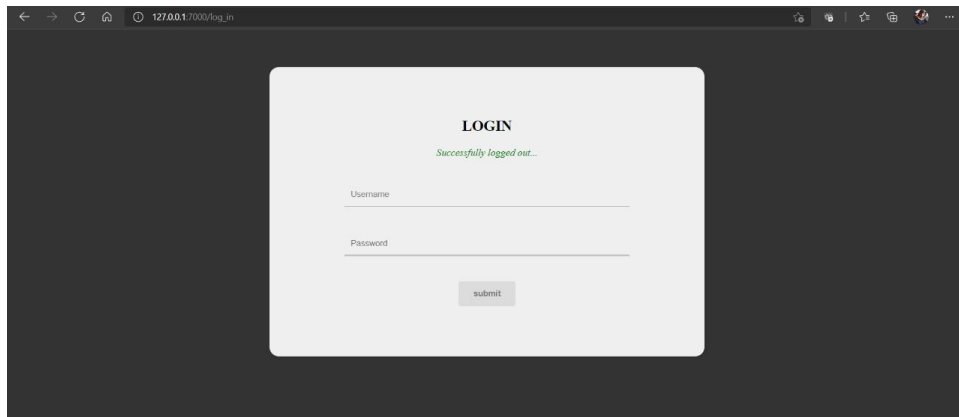 127.0.0.1:7000/log_in
LOGIN
Successfully logged out...
Username
Password
submit